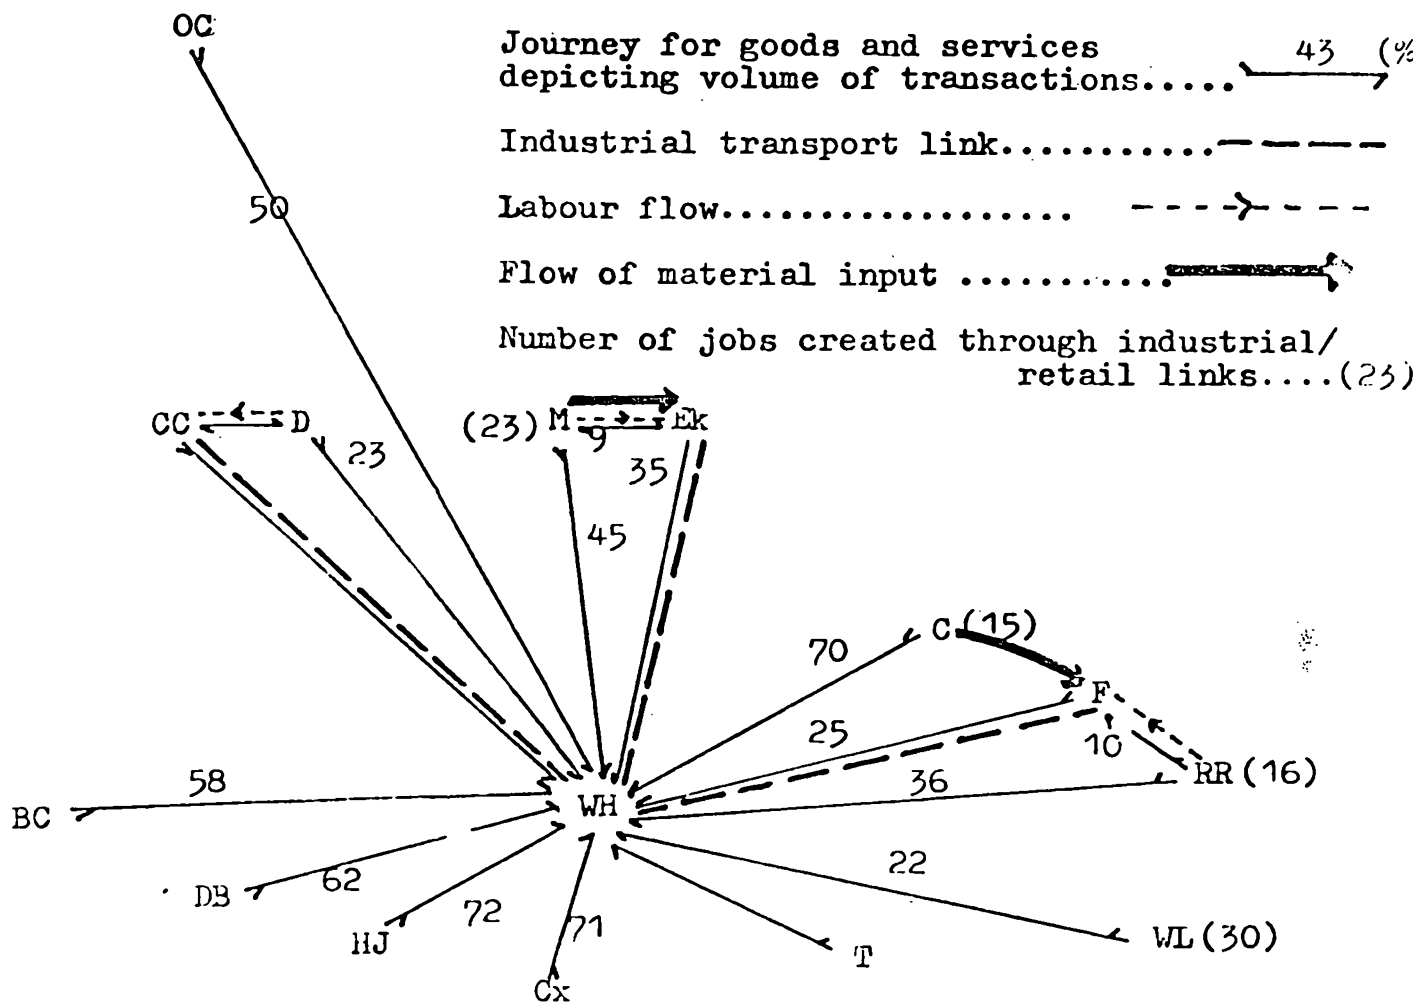 OC
Journey for goods and services 43 (%
depicting volume of transactions.....
Industrial transport link...........
50
Labour flow..................
Flow of material input ...........
Number of jobs created through industrial/
retail links....(23)
CC D (23) M Ek
9
23 35
45
C (15)
70
F
25 10
RR (16)
36
58
WH
BC
22
62
DB
72 71
HJ WL (30)
T
Cx